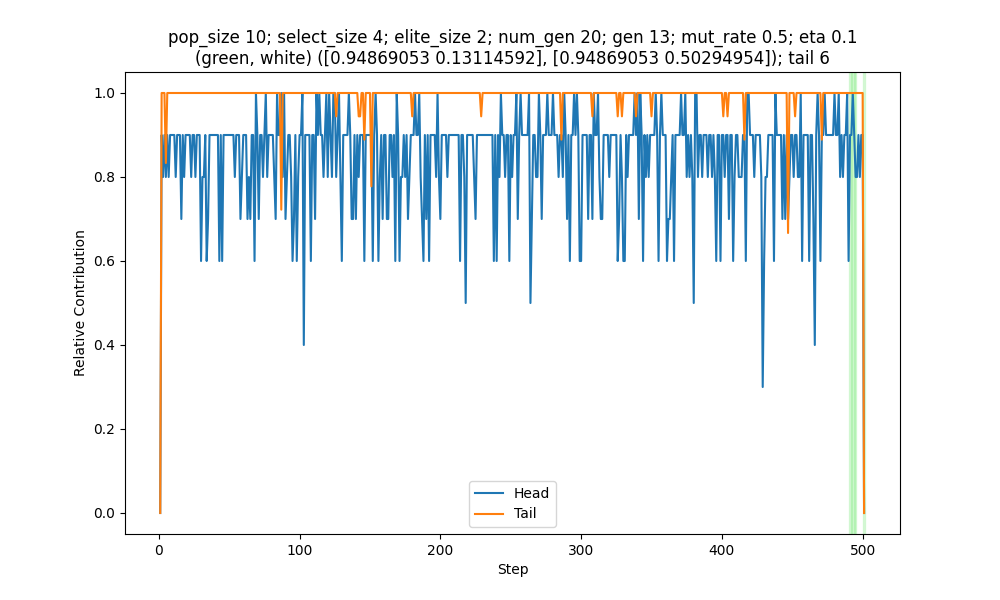 pop_size 10; select_size 4; elite_size 2; num_gen 20; gen 13; mut_rate 0.5; eta 0.1
(green, white) ([0.94869053 0.13114592], [0.94869053 0.50294954]); tail 6
1.0
0.8
0.6
0.4
0.2
0.0
Relative Contribution
Head
Tail
0
100
200
300
400
500
Step